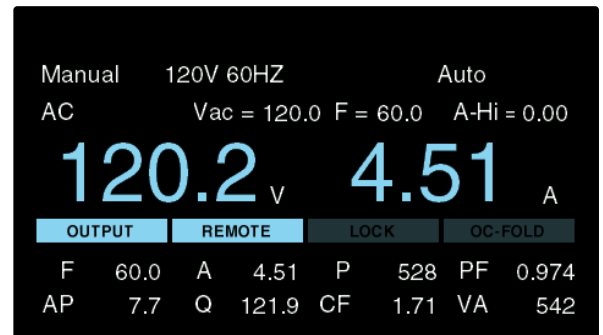 Manual 120V 60HZ Auto
AC Vac = 120.0 F = 60.0 A-Hi = 0.00
120.2 V 4.51 A
OUTPUT REMOTE LOCK OC-FOLD
F 60.0 A 4.51 P 528 PF 0.974
AP 7.7 Q 121.9 CF 1.71 VA 542